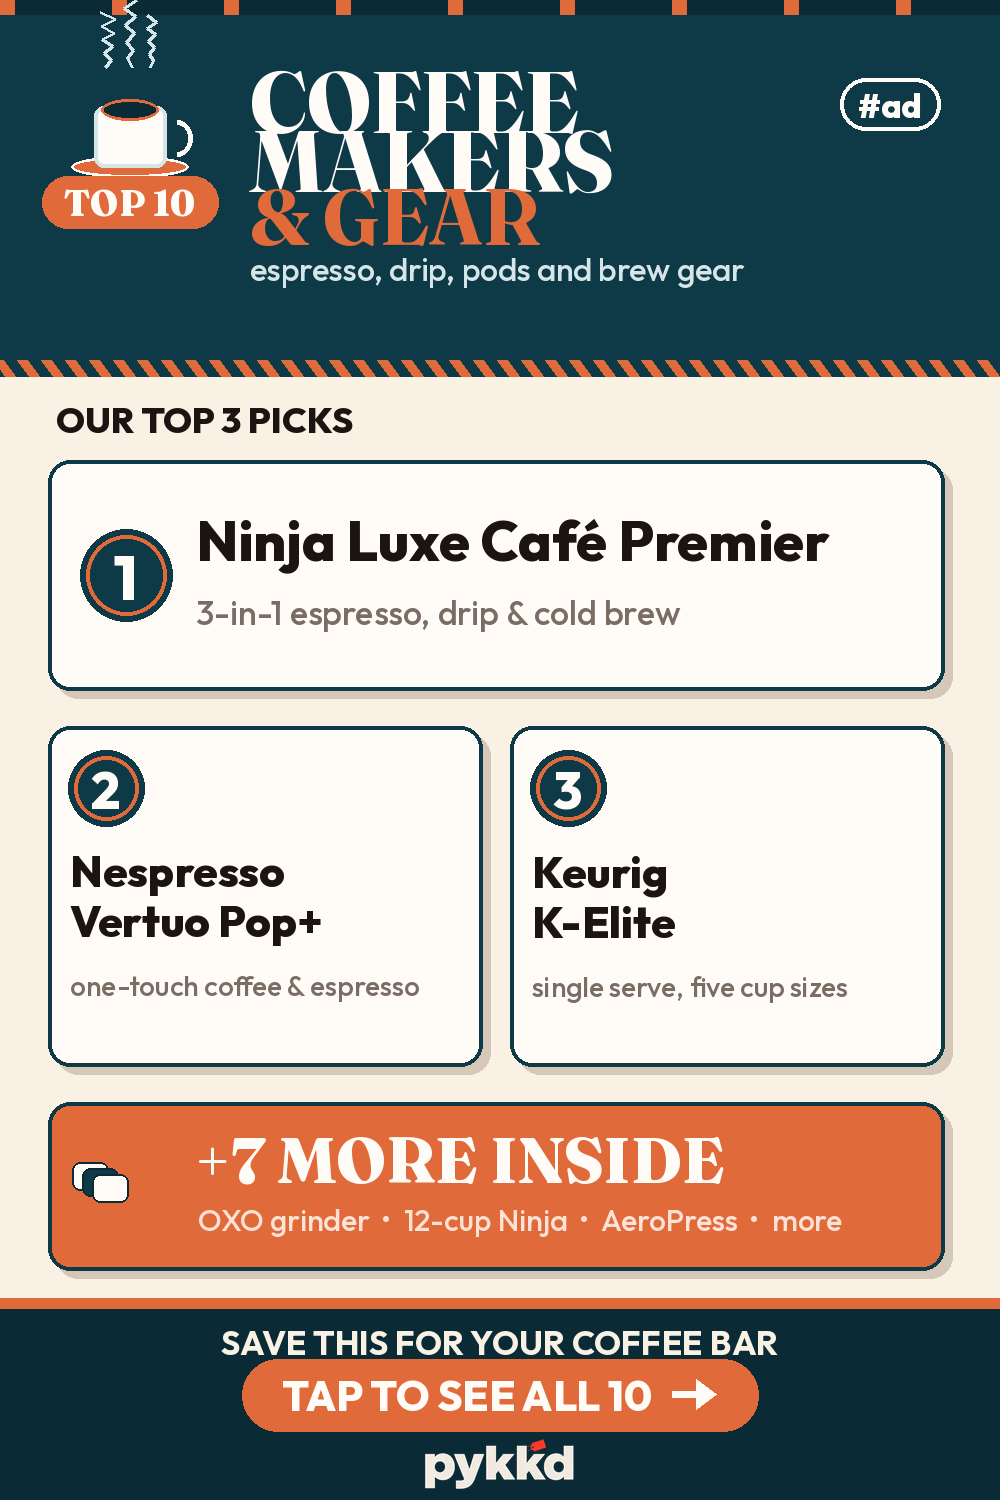 COFFEE
MAKERS
& GEAR
espresso, drip, pods and brew gear
#ad
TOP 10
OUR TOP 3 PICKS
1
Ninja Luxe Café Premier
3-in-1 espresso, drip & cold brew
2
Nespresso
Vertuo Pop+
one-touch coffee & espresso
3
Keurig
K-Elite
single serve, five cup sizes
+7 MORE INSIDE
OXO grinder • 12-cup Ninja • AeroPress • more
SAVE THIS FOR YOUR COFFEE BAR
TAP TO SEE ALL 10 →
pykkd